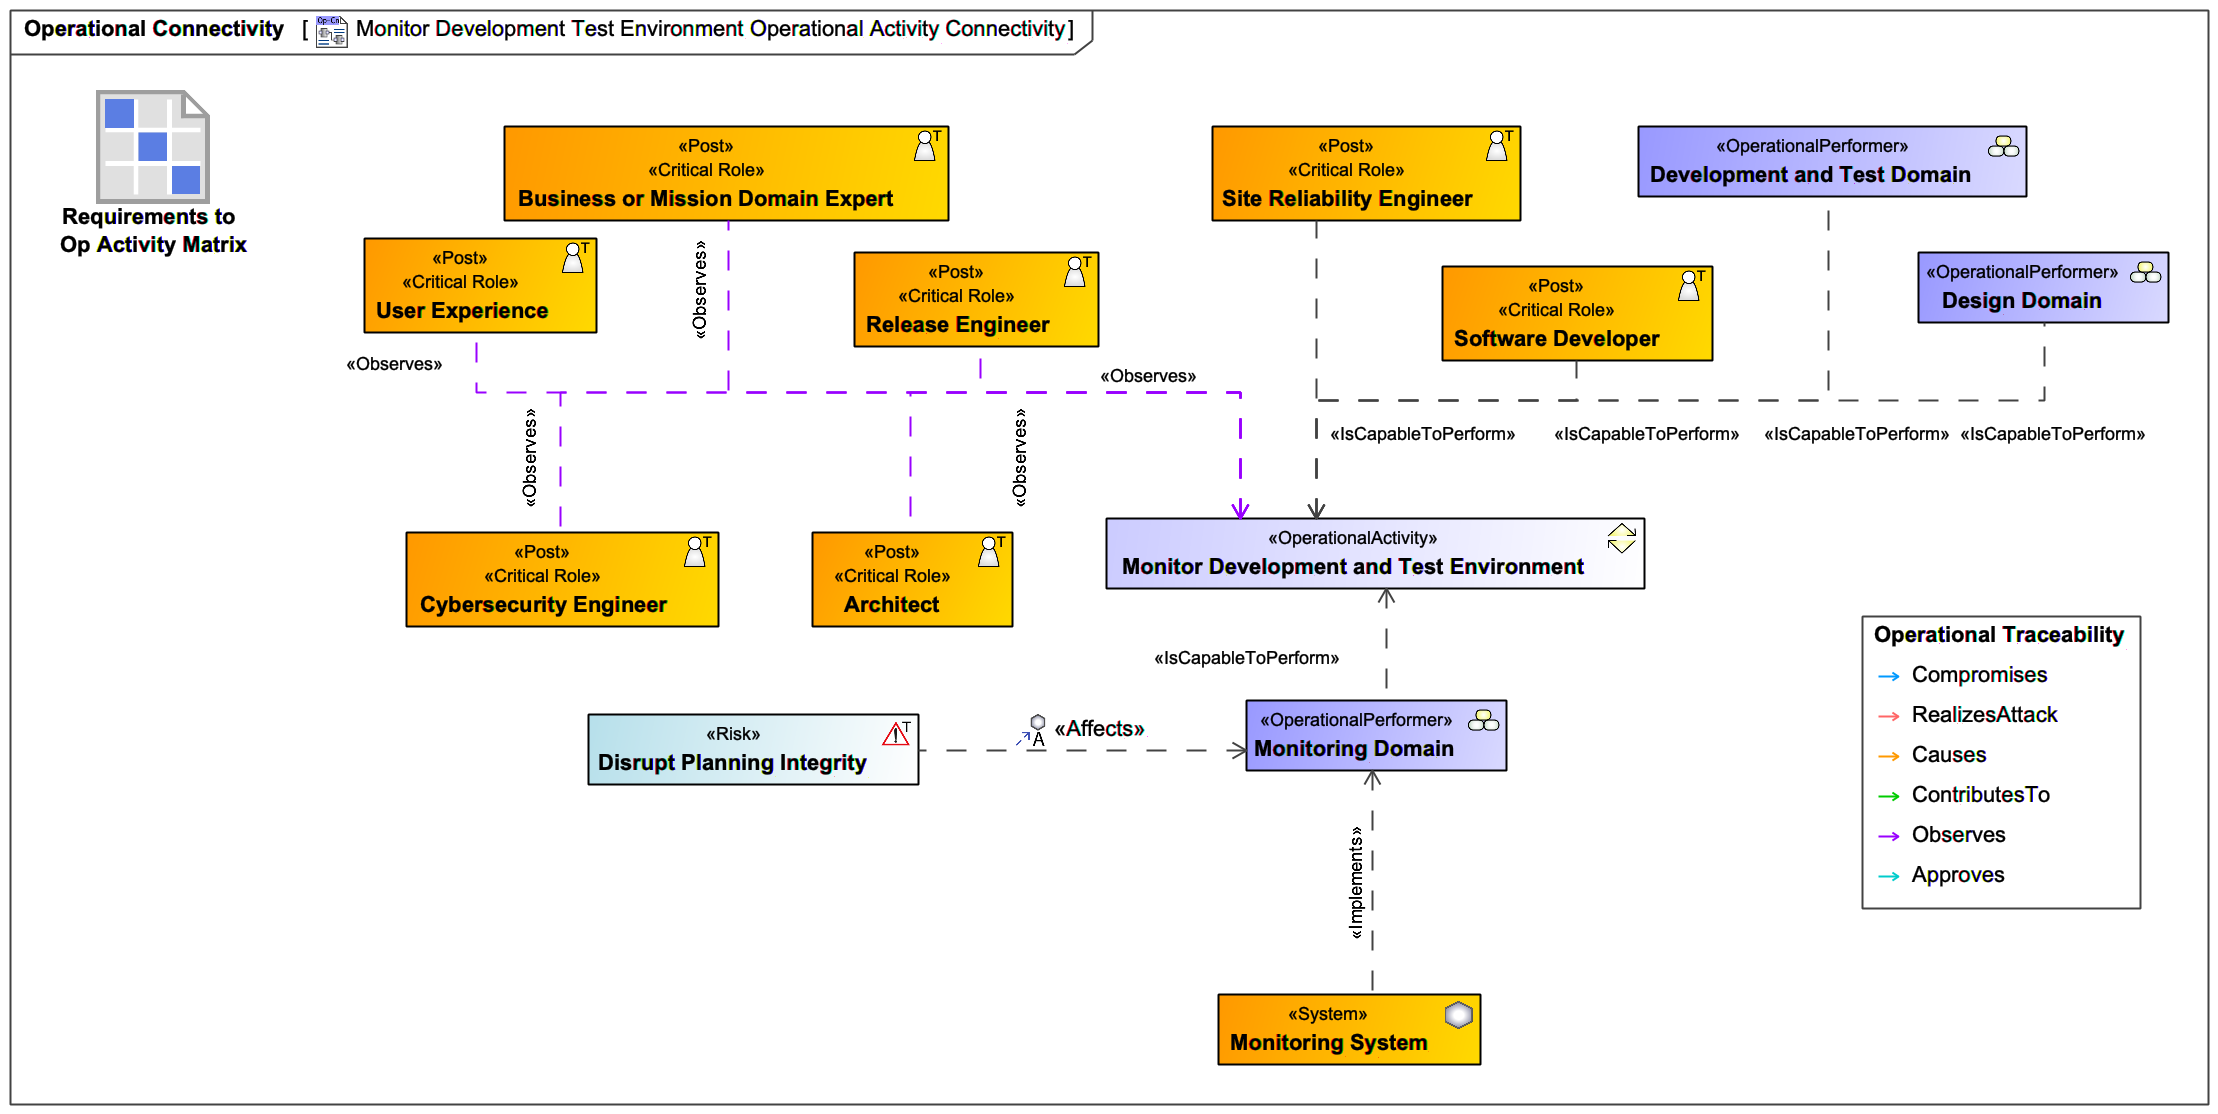 Operational Connectivity [ Monitor Development Test Environment Operational Activity Connectivity]
Op-Cn
Requirements to
Op Activity Matrix
«Post»
«Critical Role»
Business or Mission Domain Expert
T
«Post»
«Critical Role»
Site Reliability Engineer
T
«OperationalPerformer»
Development and Test Domain
«Post»
«Critical Role»
User Experience
T
«Observes»
«Post»
«Critical Role»
Release Engineer
T
«Post»
«Critical Role»
Software Developer
T
«OperationalPerformer»
Design Domain
«Observes»
«Observes»
«Observes»
«Observes»
«IsCapableToPerform»
«IsCapableToPerform»
«IsCapableToPerform»
«IsCapableToPerform»
«Post»
«Critical Role»
Cybersecurity Engineer
T
«Post»
«Critical Role»
Architect
T
«OperationalActivity»
Monitor Development and Test Environment
«IsCapableToPerform»
«Risk»
Disrupt Planning Integrity
T
A
«Affects»
«OperationalPerformer»
Monitoring Domain
«Implements»
«System»
Monitoring System
Operational Traceability
Compromises
RealizesAttack
Causes
ContributesTo
Observes
Approves